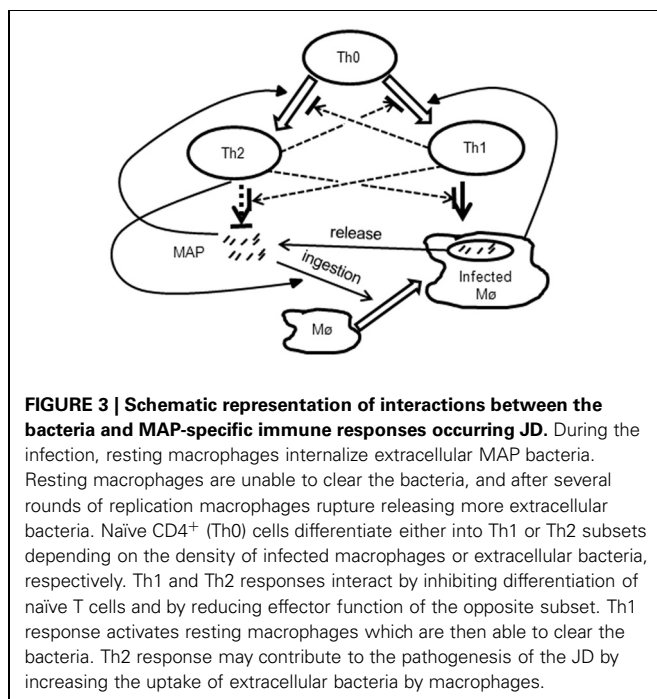 Th0
Th2
Th1
MAP
release
ingestion
Infected
Mø
Mø
FIGURE 3 | Schematic representation of interactions between the
bacteria and MAP-specific immune responses occurring JD. During the
infection, resting macrophages internalize extracellular MAP bacteria.
Resting macrophages are unable to clear the bacteria, and after several
rounds of replication macrophages rupture releasing more extracellular
bacteria. Naïve CD4+ (Th0) cells differentiate either into Th1 or Th2 subsets
depending on the density of infected macrophages or extracellular bacteria,
respectively. Th1 and Th2 responses interact by inhibiting differentiation of
naïve T cells and by reducing effector function of the opposite subset. Th1
response activates resting macrophages which are then able to clear the
bacteria. Th2 response may contribute to the pathogenesis of the JD by
increasing the uptake of extracellular bacteria by macrophages.